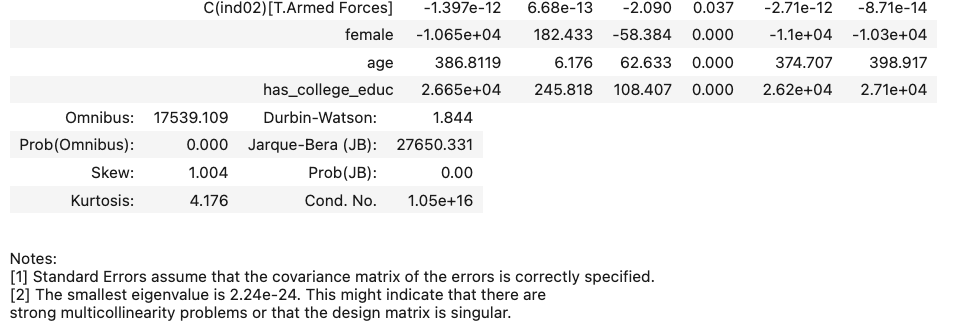 C(ind02)[T.Armed Forces] -1.397e-12 6.68e-13 -2.090 0.037 -2.71e-12 -8.71e-14
female -1.065e+04 182.433 -58.384 0.000 -1.1e+04 -1.03e+04
age 386.8119 6.176 62.633 0.000 374.707 398.917
has_college_educ 2.665e+04 245.818 108.407 0.000 2.62e+04 2.71e+04
Omnibus: 17539.109 Durbin-Watson: 1.844
Prob(Omnibus): 0.000 Jarque-Bera (JB): 27650.331
Skew: 1.004 Prob(JB): 0.00
Kurtosis: 4.176 Cond. No. 1.05e+16
Notes:
[1] Standard Errors assume that the covariance matrix of the errors is correctly specified.
[2] The smallest eigenvalue is 2.24e-24. This might indicate that there are
strong multicollinearity problems or that the design matrix is singular.